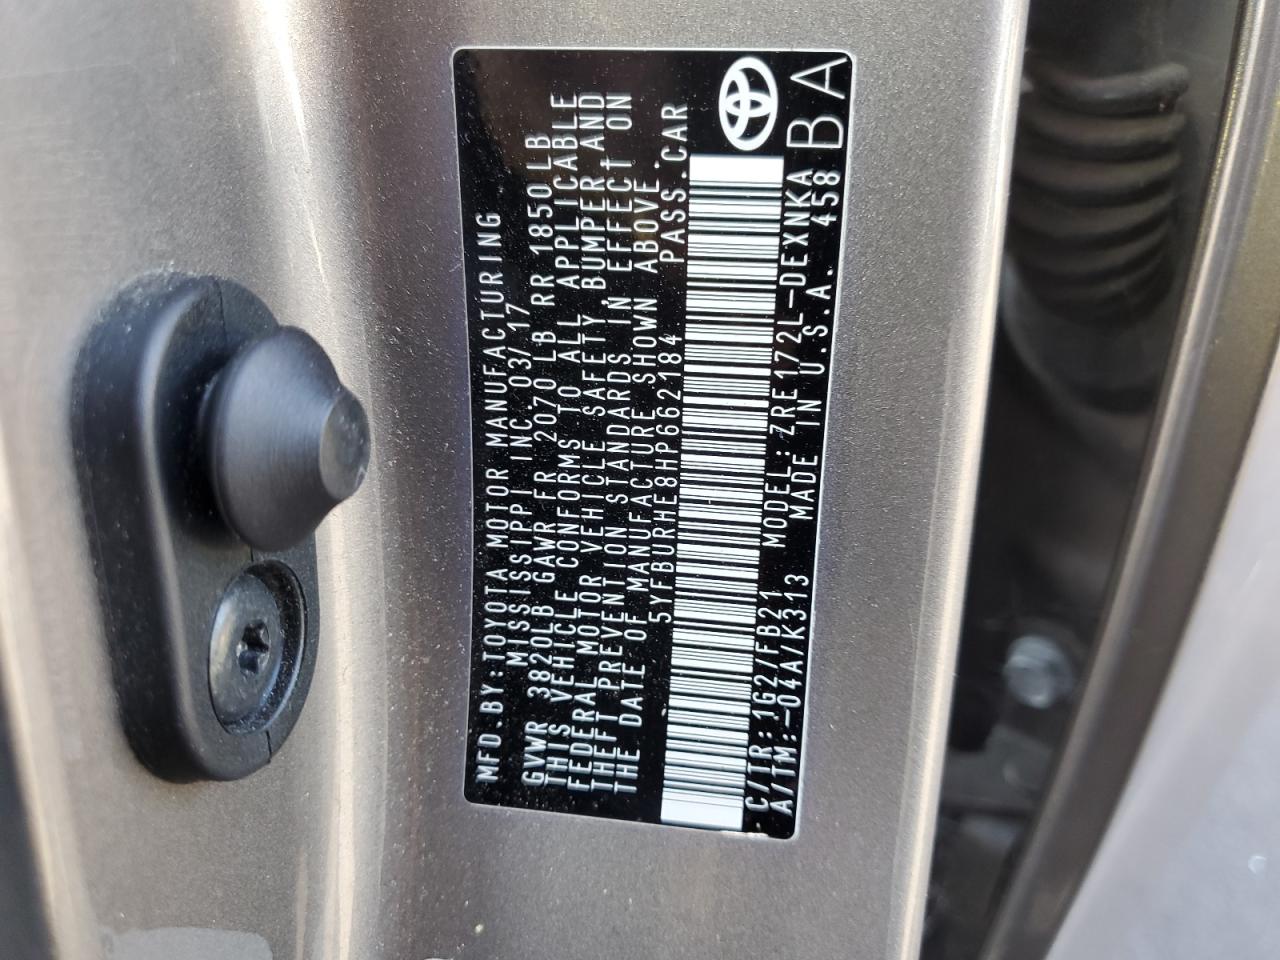 MFD.BY:TOYOTA MOTOR MANUFACTURING
MISSISSIPPI INC. 03/17
GVWR 3820LB GAWR FR 2070LB RR 1850LB
THIS VEHICLE CONFORMS TO ALL APPLICABLE
FEDERAL MOTOR VEHICLE SAFETY, BUMPER AND
THEFT PREVENTION STANDARDS IN EFFECT ON
THE DATE OF MANUFACTURE SHOWN ABOVE.
5YFBURHE8HP662184 PASS.CAR
C/TR:1G2/FB21 MODEL:ZRE172L-DEXNKA
A/TM:-04A/K313 MADE IN U.S.A. 458 BA